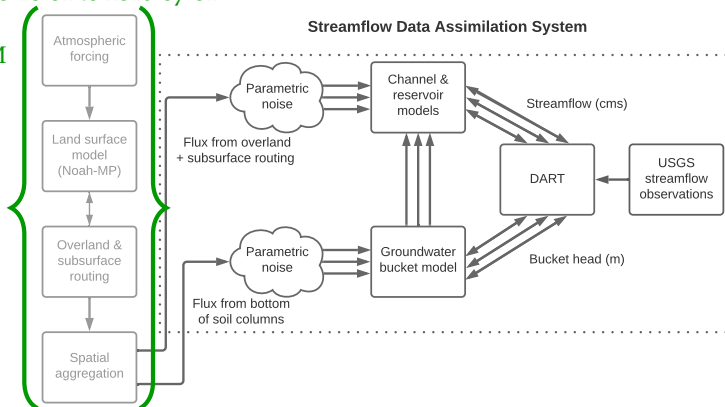 Streamflow Data Assimilation System
Atmospheric
forcing
Land surface
model
(Noah-MP)
Overland &
subsurface
routing
Spatial
aggregation
Parametric
noise
Flux from overland
+ subsurface routing
Parametric
noise
Flux from bottom
of soil columns
Channel &
reservoir
models
Groundwater
bucket model
Streamflow (cms)
DART
Bucket head (m)
USGS
streamflow
observations